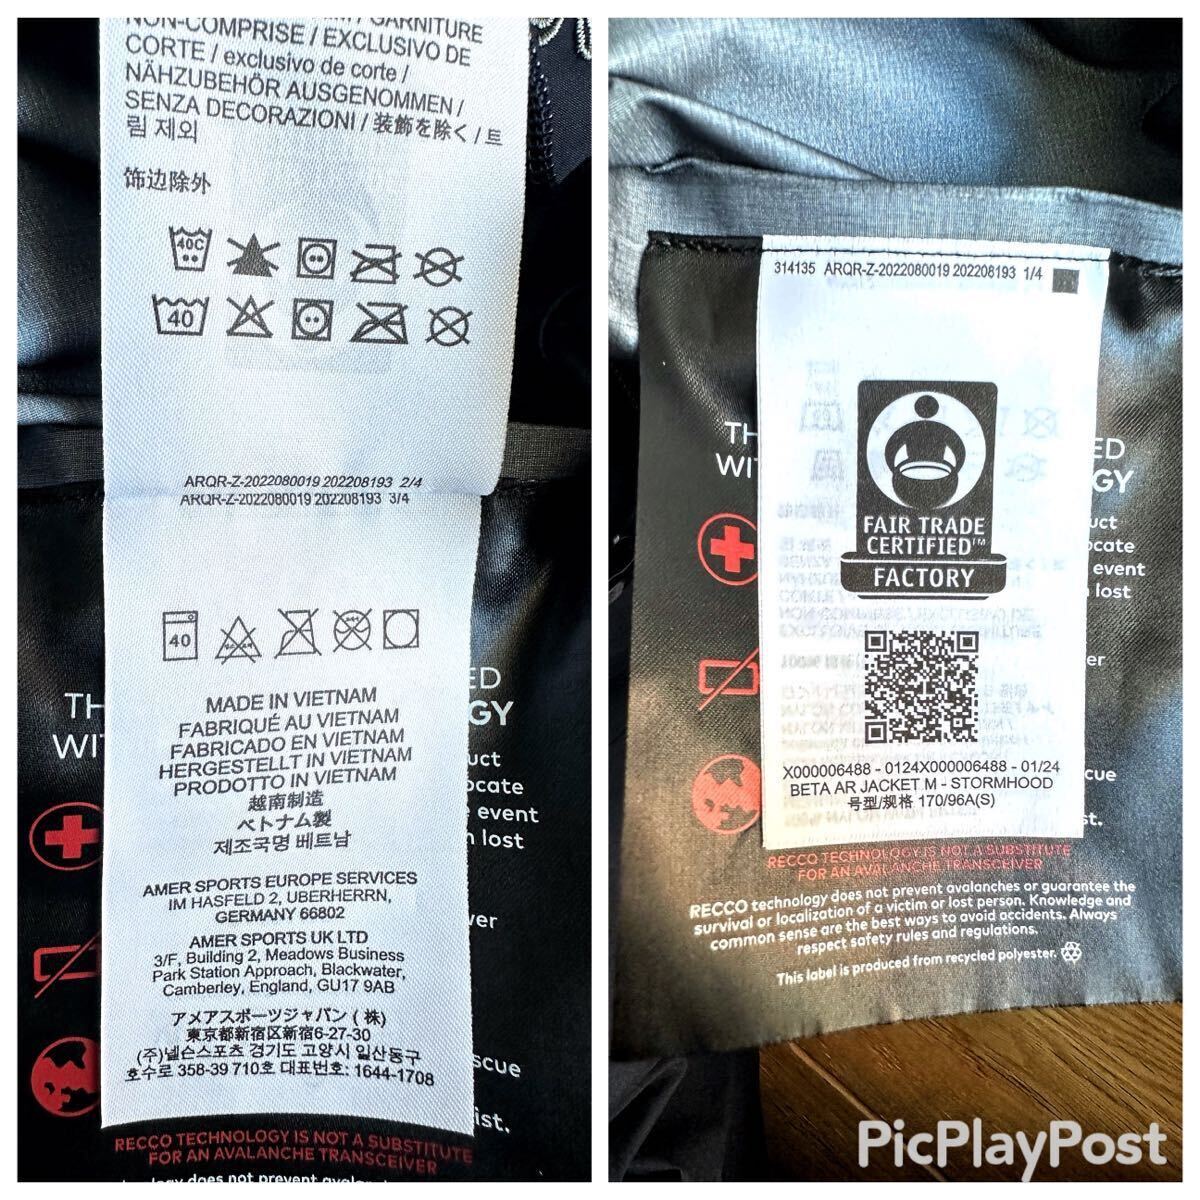 NON-COMPRISE / EXCLUSIVO DE
CORTE / exclusivo de corte /
NÄHZUBEHÖR AUSGENOMMEN /
SENZA DECORAZIONI / 装飾を除く / 트
림 제외
饰边除外
40C
40
ARQR-Z-2022080019 202208193 2/4
ARQR-Z-2022080019 202208193 3/4
40
MADE IN VIETNAM
FABRIQUÉ AU VIETNAM
FABRICADO EN VIETNAM
HERGESTELLT IN VIETNAM
PRODOTTO IN VIETNAM
越南制造
ベトナム製
제조국명 베트남
AMER SPORTS EUROPE SERVICES
IM HASFELD 2, UBERHERRN,
GERMANY 66802
AMER SPORTS UK LTD
3/F, Building 2, Meadows Business
Park Station Approach, Blackwater,
Camberley, England, GU17 9AB
アメアスポーツジャパン (株)
東京都新宿区新宿6-27-30
(주)넬슨스포츠 경기도 고양시 일산동구
호수로 358-39 710호 대표번호: 1644-1708
event
lost
RECCO TECHNOLOGY IS NOT A SUBSTITUTE
FOR AN AVALANCHE TRANSCEIVER
314135 ARQR-Z-2022080019 202208193 1/4
FAIR TRADE
CERTIFIED™
FACTORY
event
lost
X000006488 - 0124X000006488 - 01/24
BETA AR JACKET M - STORMHOOD
号型/规格 170/96A(S)
RECCO TECHNOLOGY IS NOT A SUBSTITUTE
FOR AN AVALANCHE TRANSCEIVER
RECCO technology does not prevent avalanches or guarantee the
survival or localization of a victim or lost person. Knowledge and
common sense are the best ways to avoid accidents. Always
respect safety rules and regulations.
This label is produced from recycled polyester.
PicPlayPost